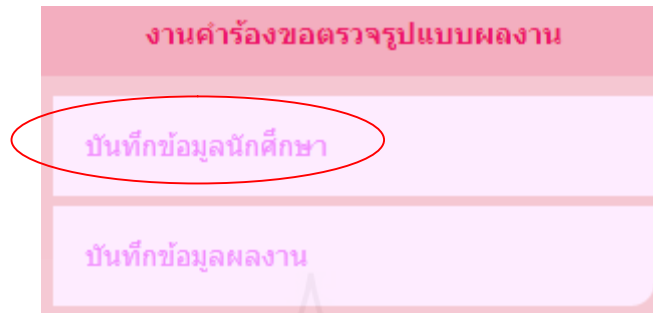 งานคำร้องขอตรวจรูปแบบผลงาน
บันทึกข้อมูลนักศึกษา
บันทึกข้อมูลผลงาน